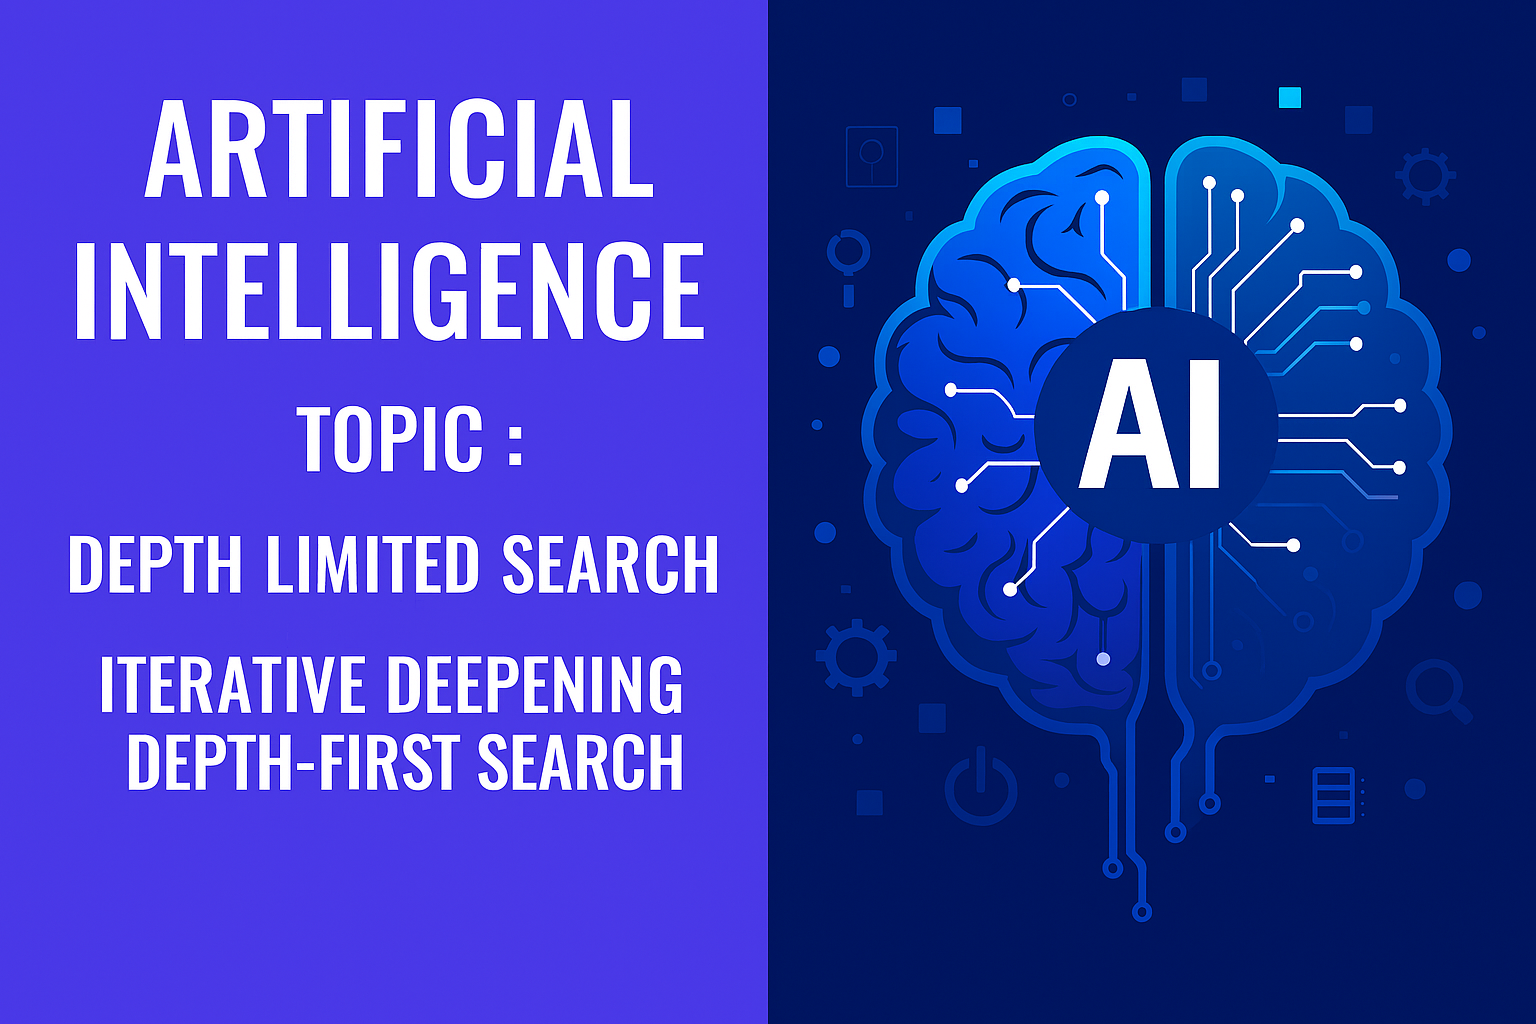 ARTIFICIAL
INTELLIGENCE
TOPIC :
DEPTH LIMITED SEARCH
ITERATIVE DEEPENING
DEPTH-FIRST SEARCH
AI